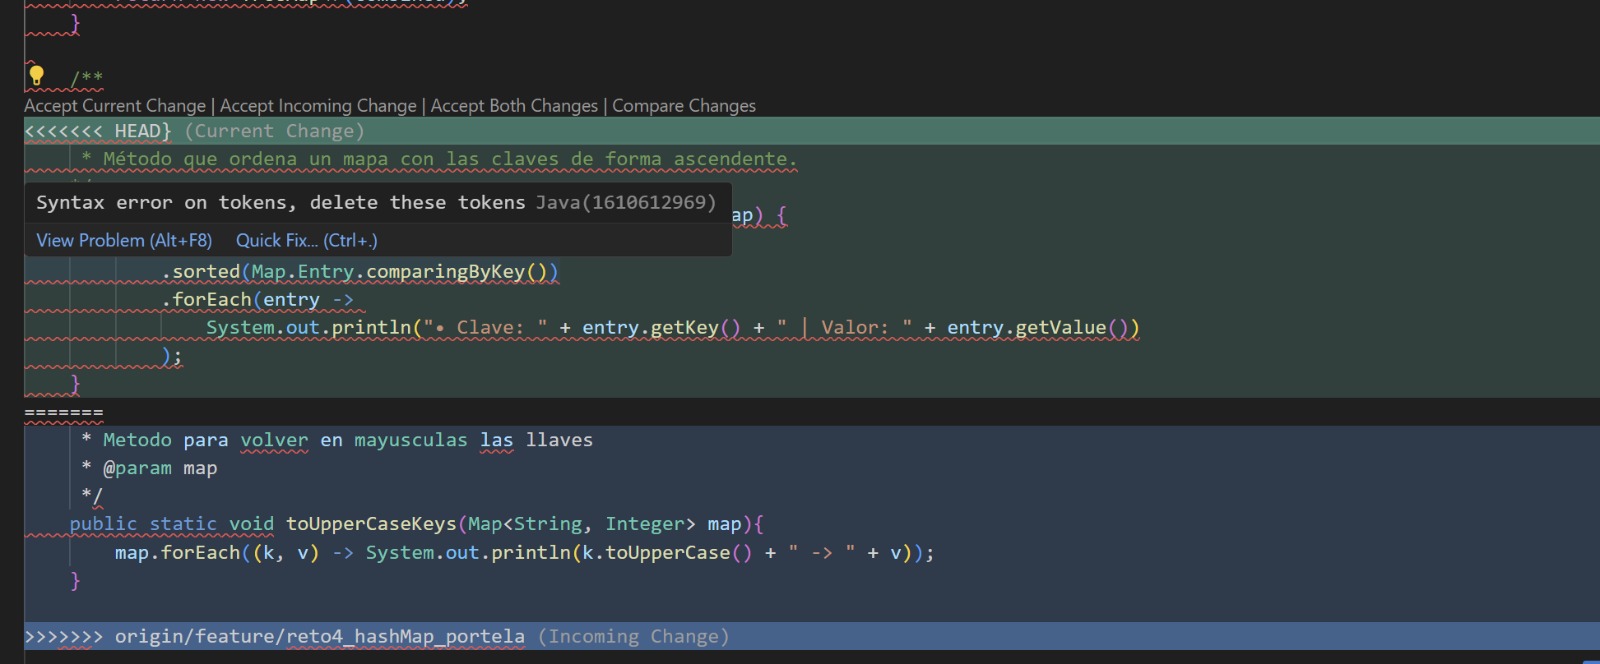 }
/**
Accept Current Change | Accept Incoming Change | Accept Both Changes | Compare Changes
<<<<<<< HEAD} (Current Change)
* Método que ordena un mapa con las claves de forma ascendente.
Syntax error on tokens, delete these tokens Java(1610612969)
ap) {
View Problem (Alt+F8) Quick Fix... (Ctrl+.)
.sorted(Map.Entry.comparingByKey())
.forEach(entry ->
System.out.println("• Clave: " + entry.getKey() + " | Valor: " + entry.getValue())
);
}
=======
* Metodo para volver en mayusculas las llaves
* @param map
*/
public static void toUpperCaseKeys(Map<String, Integer> map){
map.forEach((k, v) -> System.out.println(k.toUpperCase() + " -> " + v));
}
>>>>>>> origin/feature/reto4_hashMap_portela (Incoming Change)